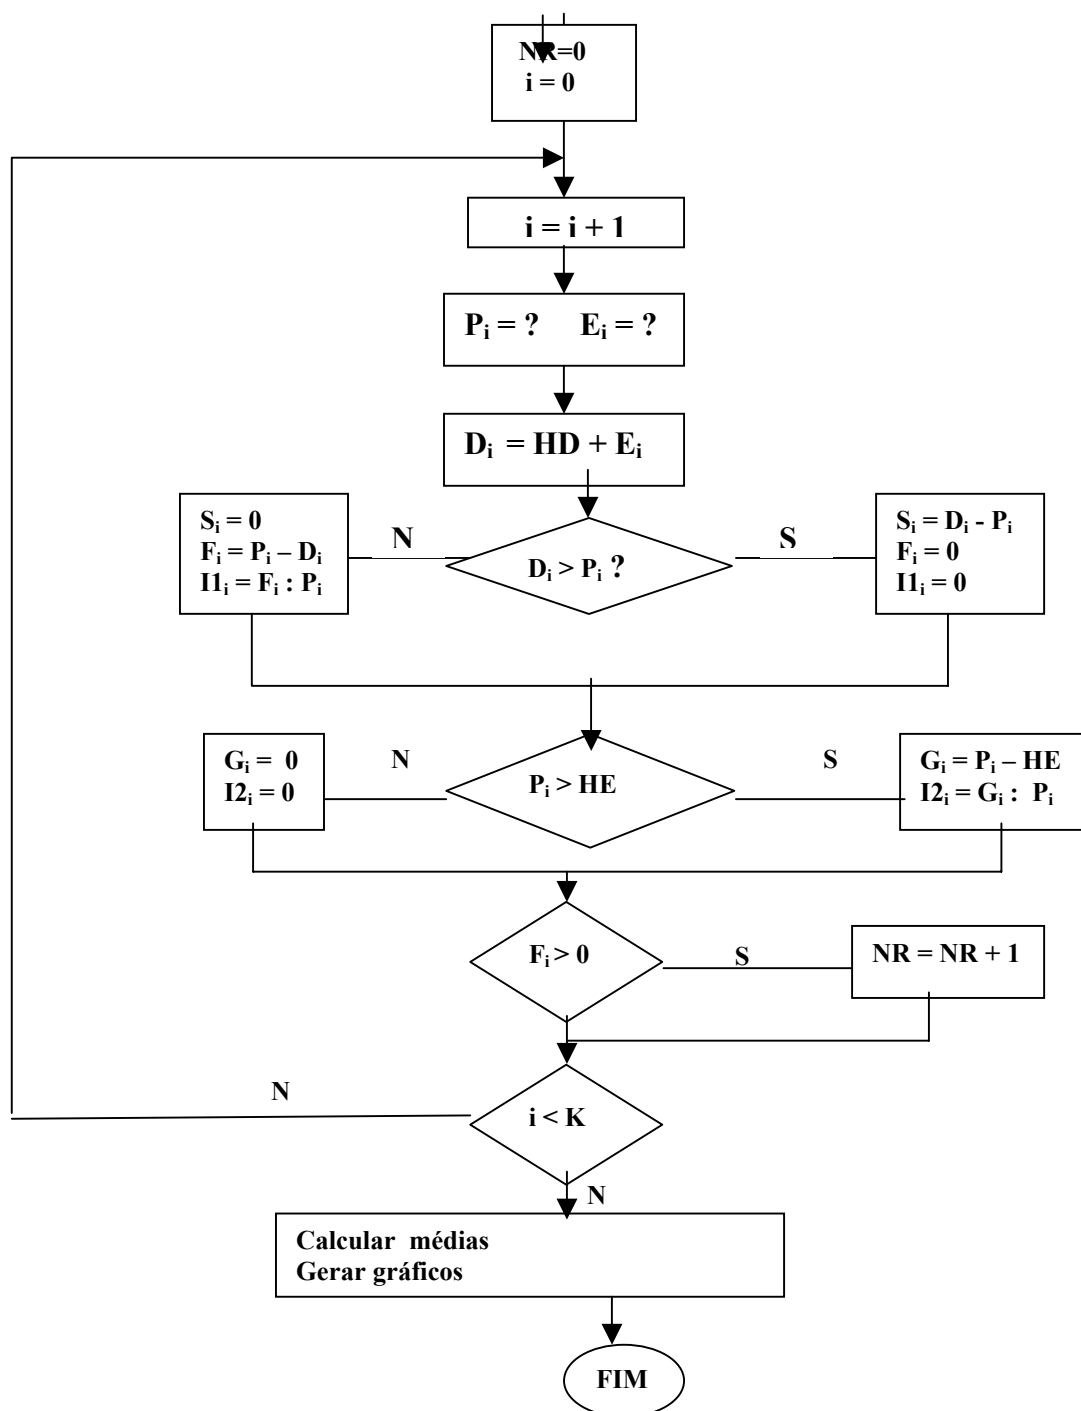 NR=0
i = 0
i = i + 1
Pᵢ = ? Eᵢ = ?
Dᵢ = HD + Eᵢ
Sᵢ = 0
Fᵢ = Pᵢ – Dᵢ
I1ᵢ = Fᵢ : Pᵢ
N
Dᵢ > Pᵢ ?
S
Sᵢ = Dᵢ - Pᵢ
Fᵢ = 0
I1ᵢ = 0
Gᵢ = 0
I2ᵢ = 0
N
Pᵢ > HE
S
Gᵢ = Pᵢ – HE
I2ᵢ = Gᵢ : Pᵢ
Fᵢ > 0
S
NR = NR + 1
N
i < K
N
Calcular médias
Gerar gráficos
FIM